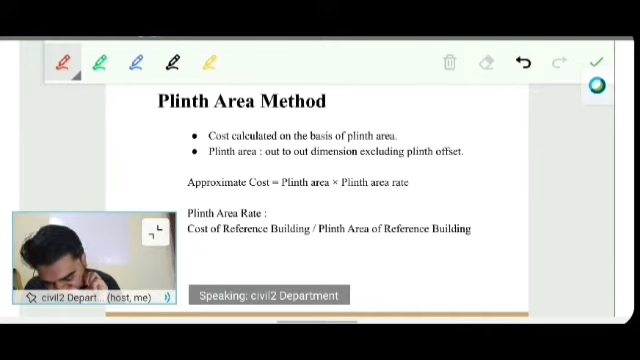 Plinth Area Method
● Cost calculated on the basis of plinth area.
● Plinth area : out to out dimension excluding plinth offset.
Approximate Cost = Plinth area × Plinth area rate
Plinth Area Rate :
Cost of Reference Building / Plinth Area of Reference Building
civil2 Depart... (host, me)
Speaking: civil2 Department